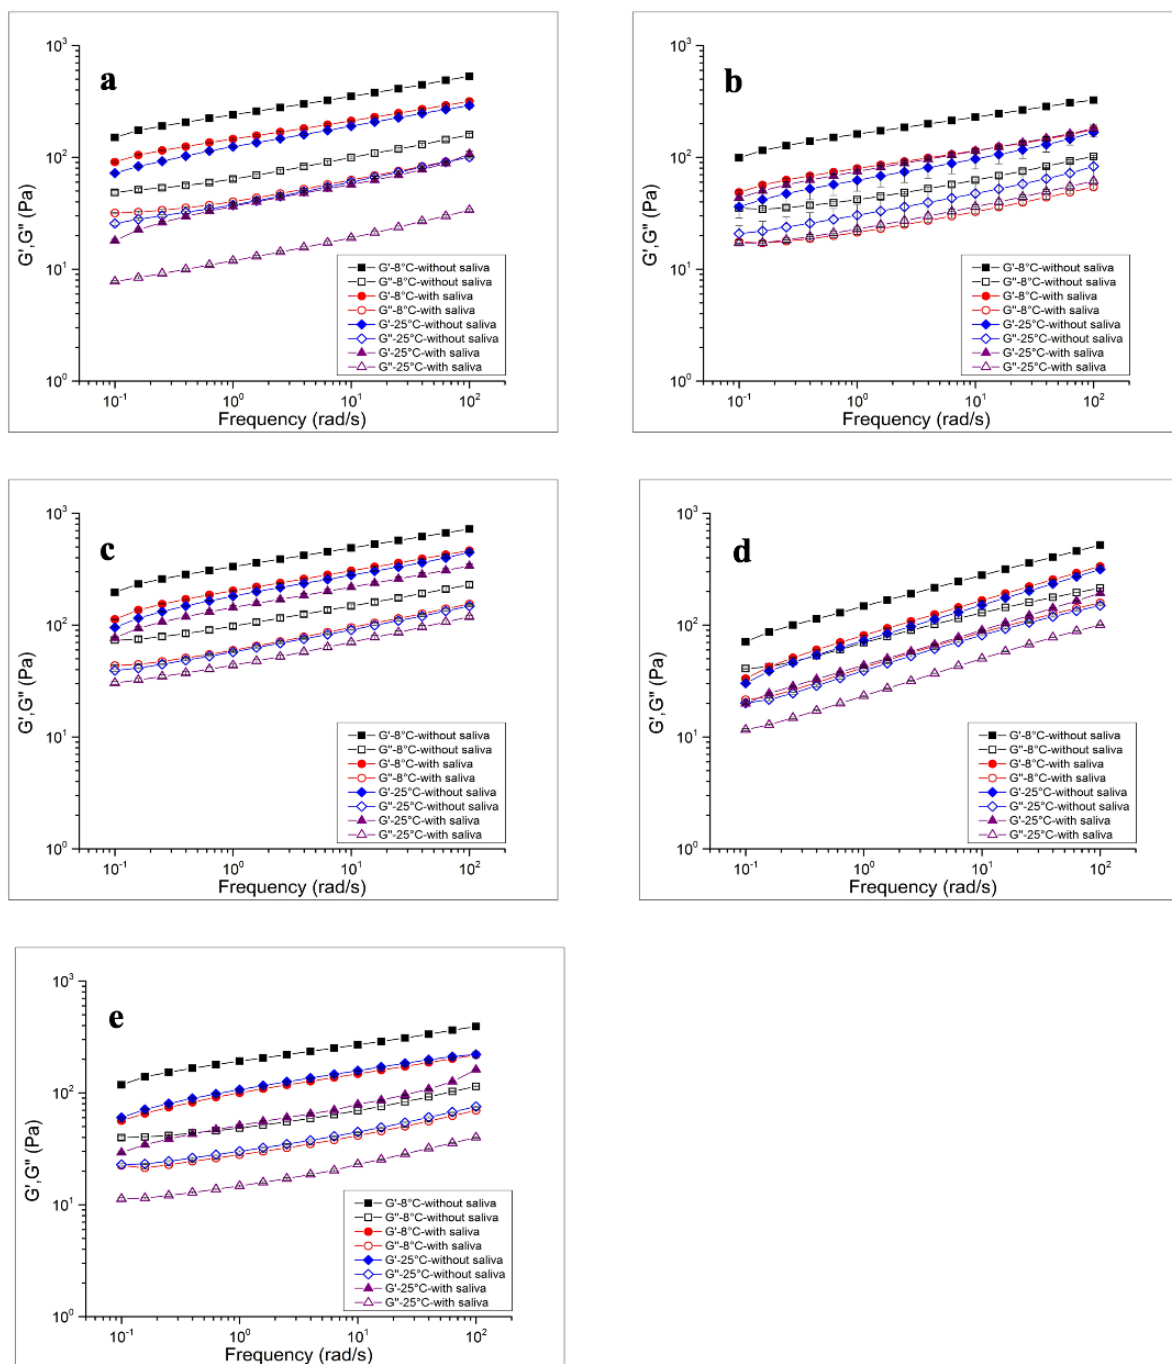 a
G',G" (Pa)
10³
10²
10¹
10⁰
G'-8°C-without saliva
G"-8°C-without saliva
G'-8°C-with saliva
G"-8°C-with saliva
G'-25°C-without saliva
G"-25°C-without saliva
G'-25°C-with saliva
G"-25°C-with saliva
10⁻¹ 10⁰ 10¹ 10²
Frequency (rad/s)
b
G',G" (Pa)
10³
10²
10¹
10⁰
G'-8°C-without saliva
G"-8°C-without saliva
G'-8°C-with saliva
G"-8°C-with saliva
G'-25°C-without saliva
G"-25°C-without saliva
G'-25°C-with saliva
G"-25°C-with saliva
10⁻¹ 10⁰ 10¹ 10²
Frequency (rad/s)
c
G',G" (Pa)
10³
10²
10¹
10⁰
G'-8°C-without saliva
G"-8°C-without saliva
G'-8°C-with saliva
G"-8°C-with saliva
G'-25°C-without saliva
G"-25°C-without saliva
G'-25°C-with saliva
G"-25°C-with saliva
10⁻¹ 10⁰ 10¹ 10²
Frequency (rad/s)
d
G',G" (Pa)
10³
10²
10¹
10⁰
G'-8°C-without saliva
G"-8°C-without saliva
G'-8°C-with saliva
G"-8°C-with saliva
G'-25°C-without saliva
G"-25°C-without saliva
G'-25°C-with saliva
G"-25°C-with saliva
10⁻¹ 10⁰ 10¹ 10²
Frequency (rad/s)
e
G',G" (Pa)
10³
10²
10¹
10⁰
G'-8°C-without saliva
G"-8°C-without saliva
G'-8°C-with saliva
G"-8°C-with saliva
G'-25°C-without saliva
G"-25°C-without saliva
G'-25°C-with saliva
G"-25°C-with saliva
10⁻¹ 10⁰ 10¹ 10²
Frequency (rad/s)